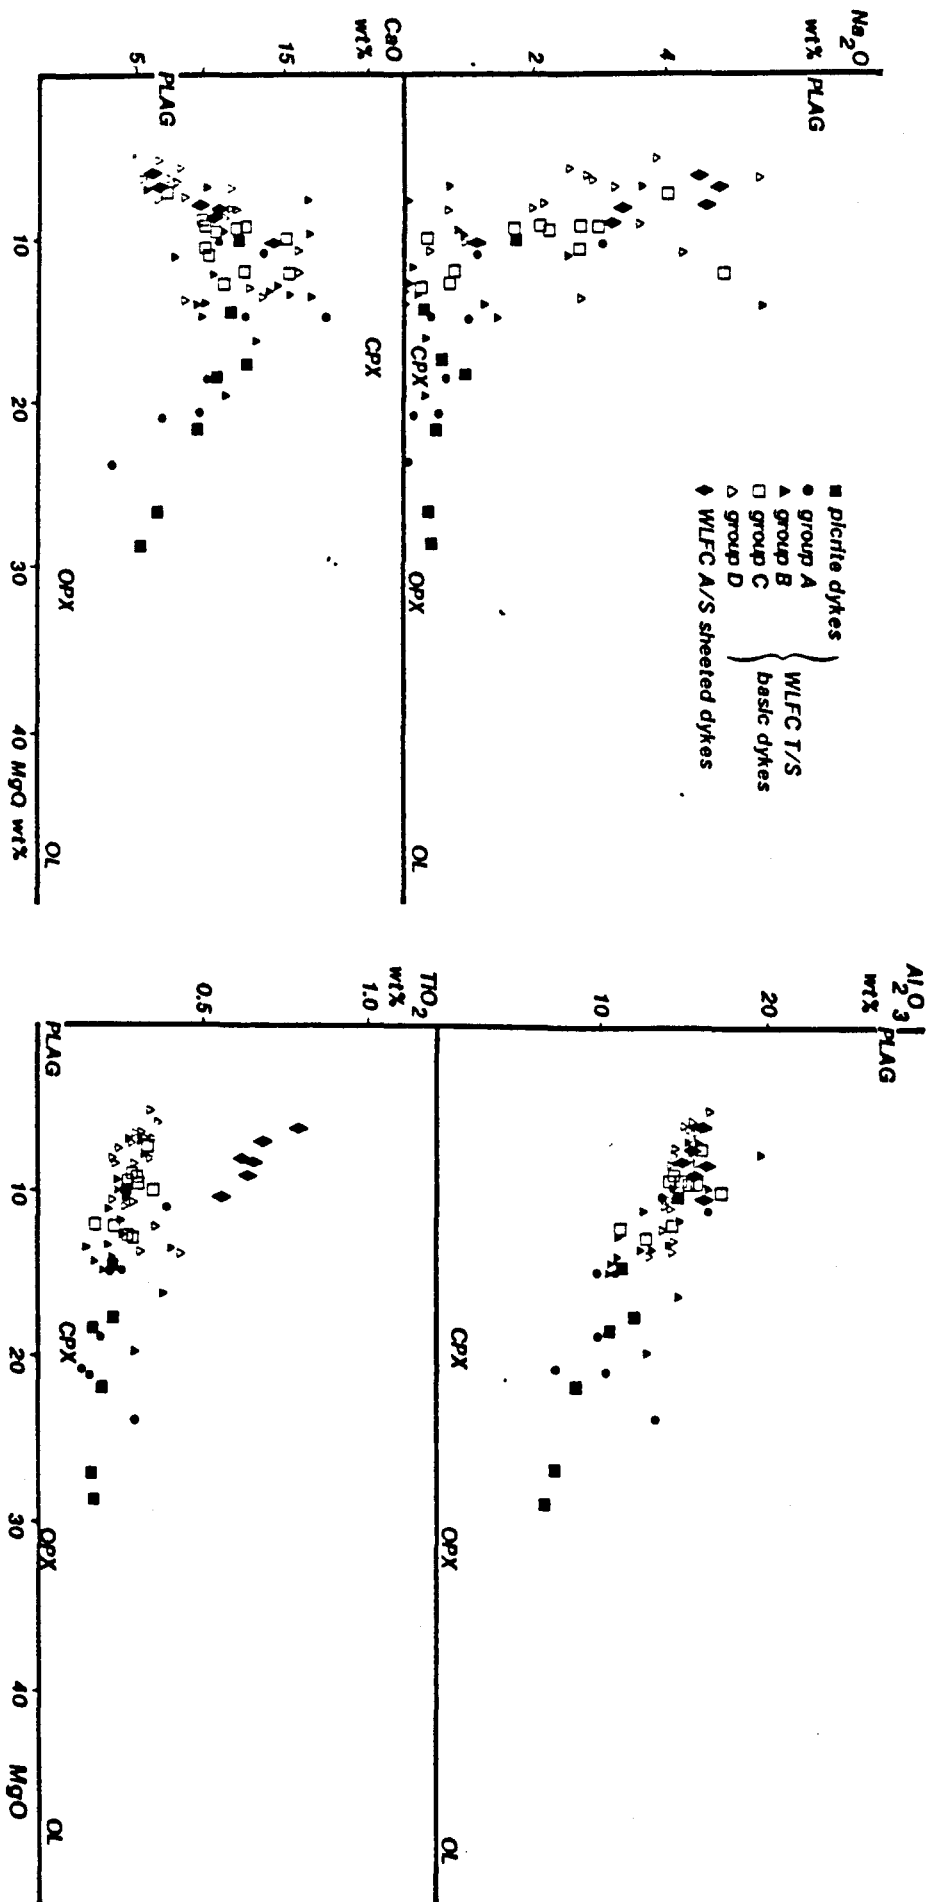 Na2O
wt%
PLAG
4
2
CPX
OPX
OL
■ picrite dykes
● group A
▲ group B
□ group C
△ group D
WLFC T/S
basic dykes
◆ WLFC A/S sheeted dykes
CaO
wt%
15
5
PLAG
CPX
OPX
OL
10
20
30
40
MgO wt%
Al2O3
wt%
PLAG
20
10
CPX
OPX
OL
TiO2
wt%
1.0
0.5
PLAG
CPX
OPX
OL
10
20
30
40
MgO